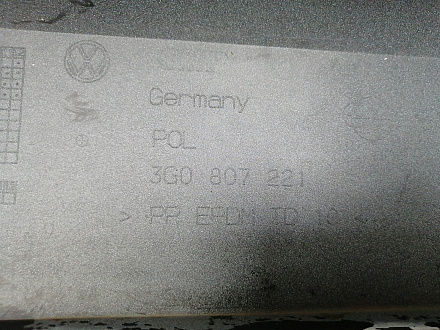 Germany
POL
3G0 807 221
> PP EPDM TD 10 <